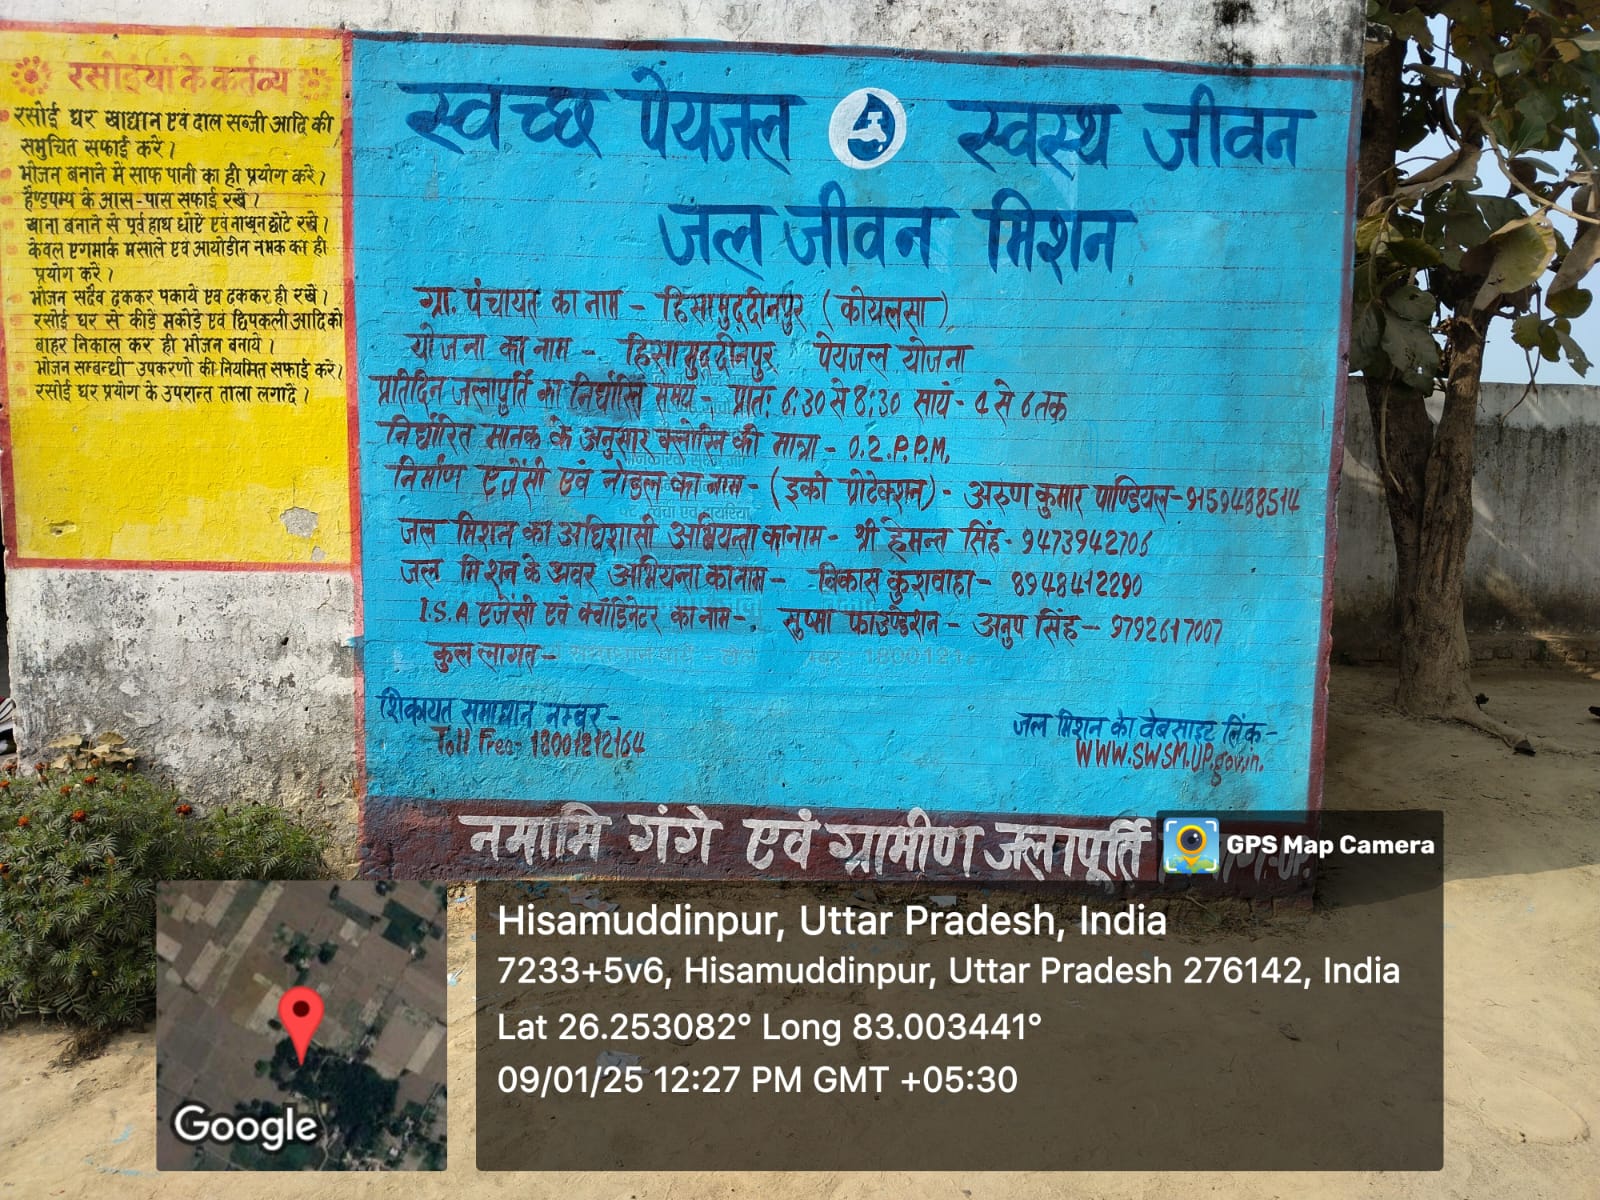 रसोइयों के कर्तव्य
रसोई घर खाद्यान एवं दाल सब्जी आदि की
समुचित सफाई करें।
भोजन बनाने में साफ पानी का ही प्रयोग करें।
हैण्डपम्प के आस-पास सफाई रखें।
खाना बनाने से पूर्व हाथ धोऐं एवं नाखून छोटे रखें।
केवल एगमार्क मसाले एवं आयोडीन नमक का ही
प्रयोग करें।
भोजन सदैव ढककर पकायें एवं ढककर ही रखें।
रसोई घर से कीडें मकोड़े एवं छिपकली आदि को
बाहर निकाल कर ही भोजन बनायें।
भोजन सम्बन्धी उपकरणों की नियमित सफाई करें।
रसोई घर प्रयोग के उपरान्त ताला लगादें।
स्वच्छ पेयजल स्वस्थ जीवन
जल जीवन मिशन
ग्रा. पंचायत का नाम - हिसामुद्दीनपुर (कोयलसा)
योजना का नाम - हिसामुद्दीनपुर पेयजल योजना
प्रतिदिन जलापूर्ति का निर्धारित समय - प्रात: 6:30 से 8:30 सायं - 4 से 6 तक
निर्धारित मानक के अनुसार क्लोरिन की मात्रा - 0.2.P.P.M.
निर्माण एजेंसी एवं नोडल का नाम - (इको प्रोटेक्शन) - अरुण कुमार पाण्डियल - 9159488514
जल मिशन का अधिशासी अभियन्ता का नाम - श्री हेमन्त सिंह - 9473942706
जल मिशन के अवर अभियन्ता का नाम - विकास कुशवाहा - 8948412290
I.S.A एजेंसी एवं क्वॉर्डिनेटर का नाम - सुष्मा फाउण्डेशन - अनुप सिंह - 9792617007
कुल लागत -
शिकायत समाधान नम्बर -
Toll Free - 18001212164
जल मिशन का वेबसाइट लिंक -
WWW.SWSM.UP.gov.in.
नमामि गंगे एवं ग्रामीण जलापूर्ति
GPS Map Camera
Hisamuddinpur, Uttar Pradesh, India
7233+5v6, Hisamuddinpur, Uttar Pradesh 276142, India
Lat 26.253082° Long 83.003441°
09/01/25 12:27 PM GMT +05:30
Google